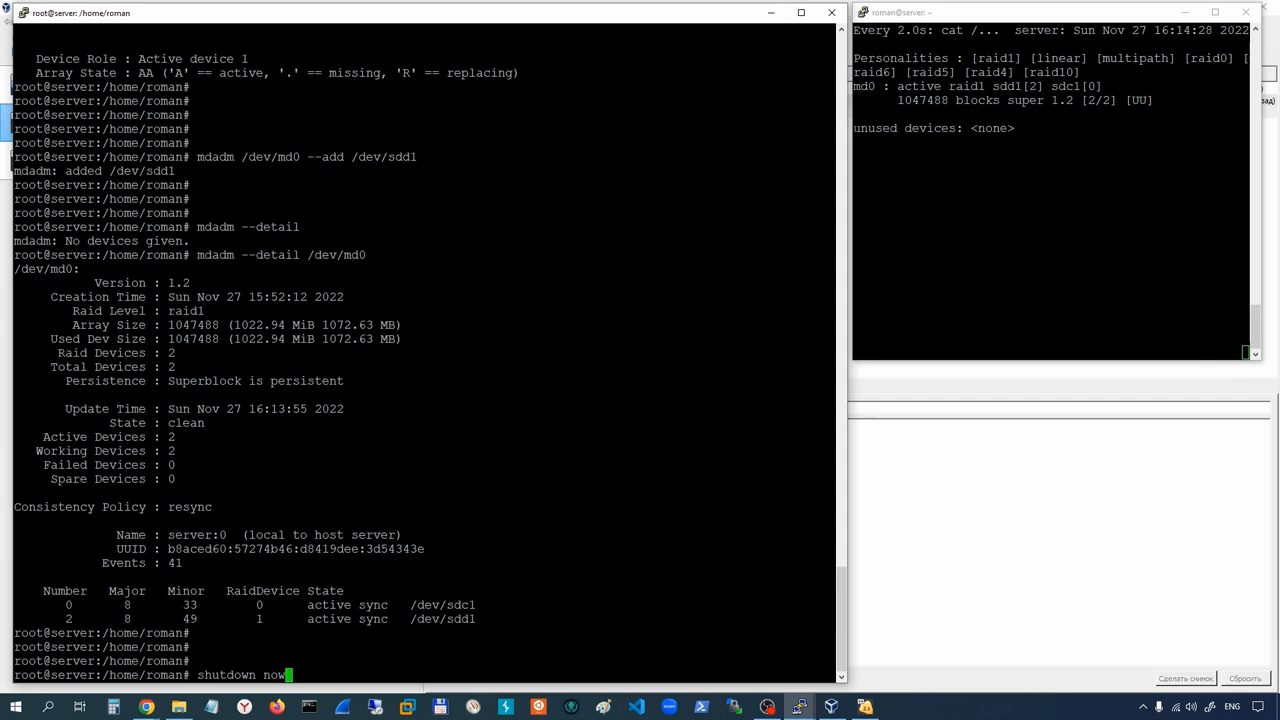 root@server: /home/roman
   Device Role : Active device 1
   Array State : AA ('A' == active, '.' == missing, 'R' == replacing)
root@server:/home/roman#
root@server:/home/roman#
root@server:/home/roman#
root@server:/home/roman#
root@server:/home/roman#
root@server:/home/roman# mdadm /dev/md0 --add /dev/sdd1
mdadm: added /dev/sdd1
root@server:/home/roman#
root@server:/home/roman#
root@server:/home/roman#
root@server:/home/roman# mdadm --detail
mdadm: No devices given.
root@server:/home/roman# mdadm --detail /dev/md0
/dev/md0:
Version : 1.2
Creation Time : Sun Nov 27 15:52:12 2022
Raid Level : raid1
Array Size : 1047488 (1022.94 MiB 1072.63 MB)
Used Dev Size : 1047488 (1022.94 MiB 1072.63 MB)
Raid Devices : 2
Total Devices : 2
Persistence : Superblock is persistent
Update Time : Sun Nov 27 16:13:55 2022
State : clean
Active Devices : 2
Working Devices : 2
Failed Devices : 0
Spare Devices : 0
Consistency Policy : resync
Name : server:0  (local to host server)
UUID : b8aced60:57274b46:d8419dee:3d54343e
Events : 41
Number   Major   Minor   RaidDevice State
0       8       33        0      active sync   /dev/sdc1
2       8       49        1      active sync   /dev/sdd1
root@server:/home/roman#
root@server:/home/roman#
root@server:/home/roman#
root@server:/home/roman# shutdown now
roman@server: ~
Every 2.0s: cat /...  server: Sun Nov 27 16:14:28 2022
Personalities : [raid1] [linear] [multipath] [raid0] [
raid6] [raid5] [raid4] [raid10]
md0 : active raid1 sdd1[2] sdc1[0]
1047488 blocks super 1.2 [2/2] [UU]
unused devices: <none>
Сделать снимок
Сбросить
ENG